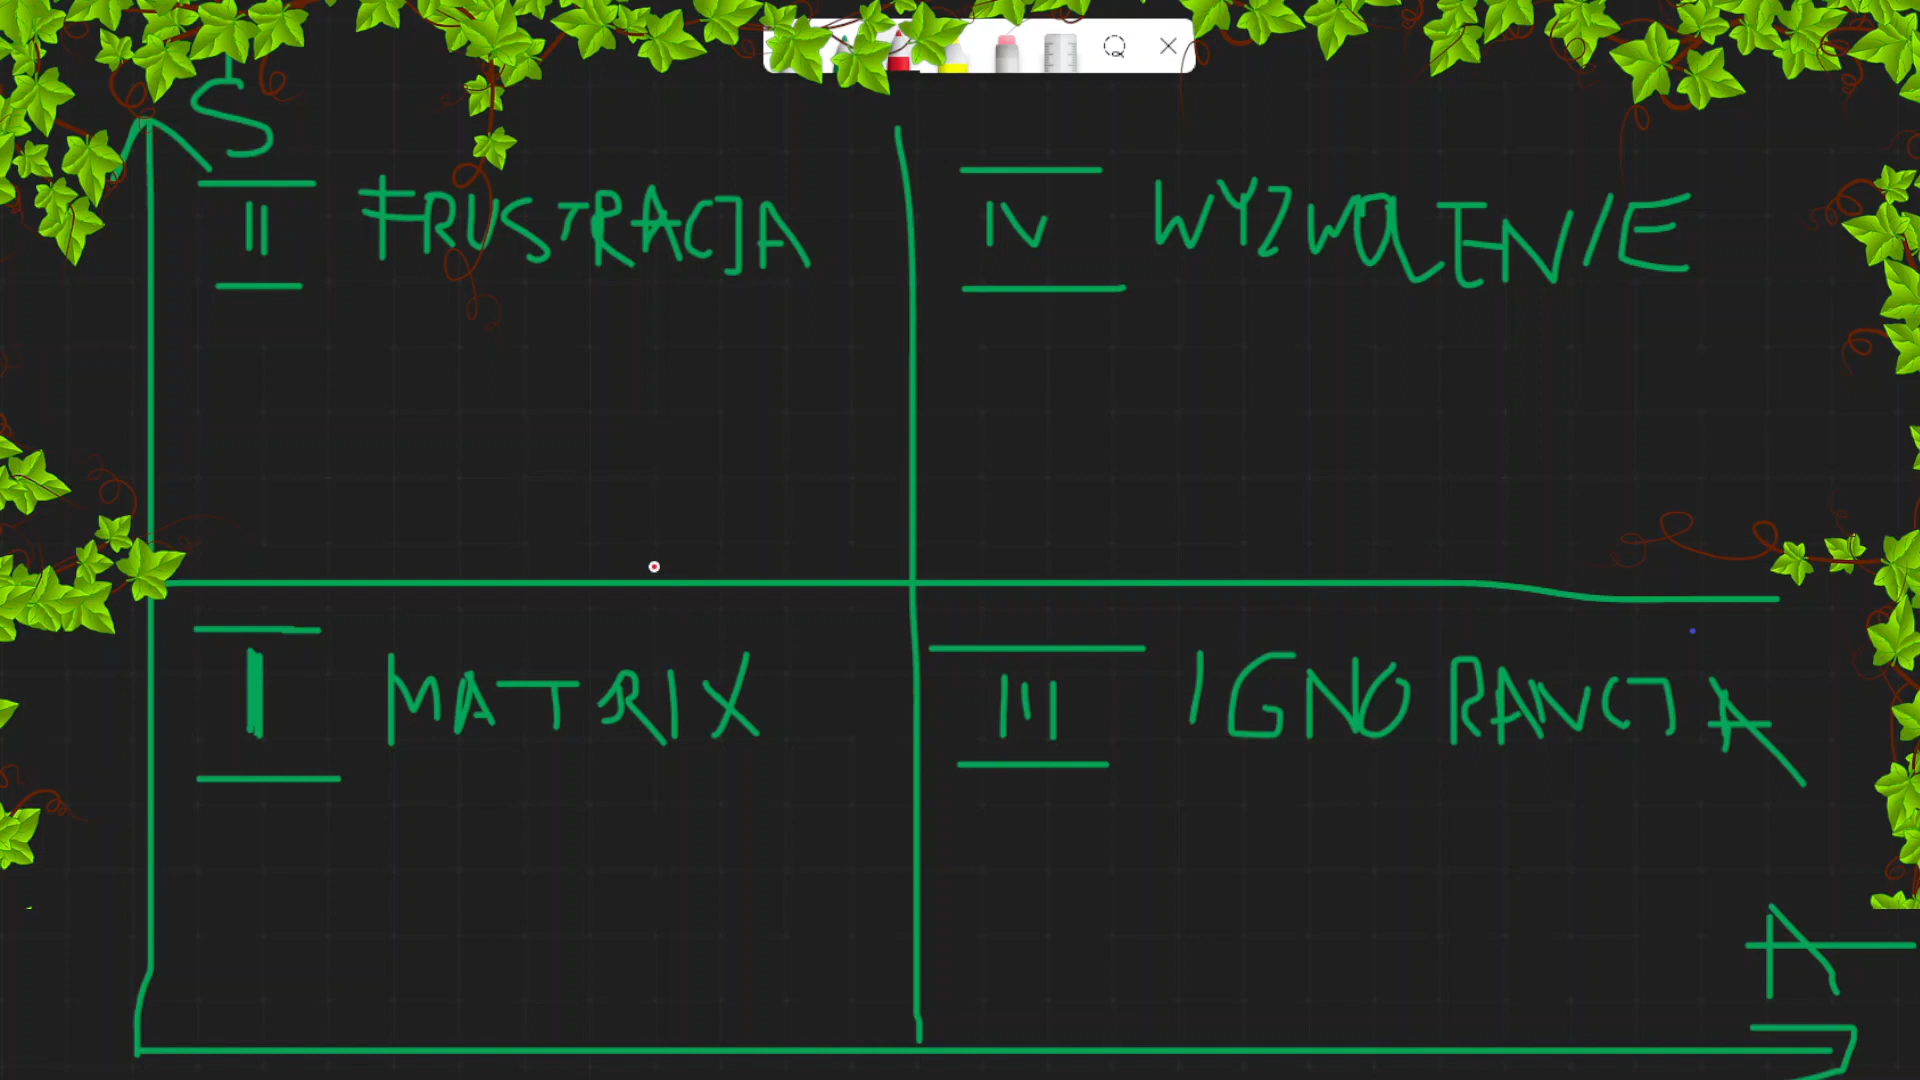 S
II FRUSTRACJA
IV WYZWOLENIE
I MATRIX
III IGNORANCJA
A